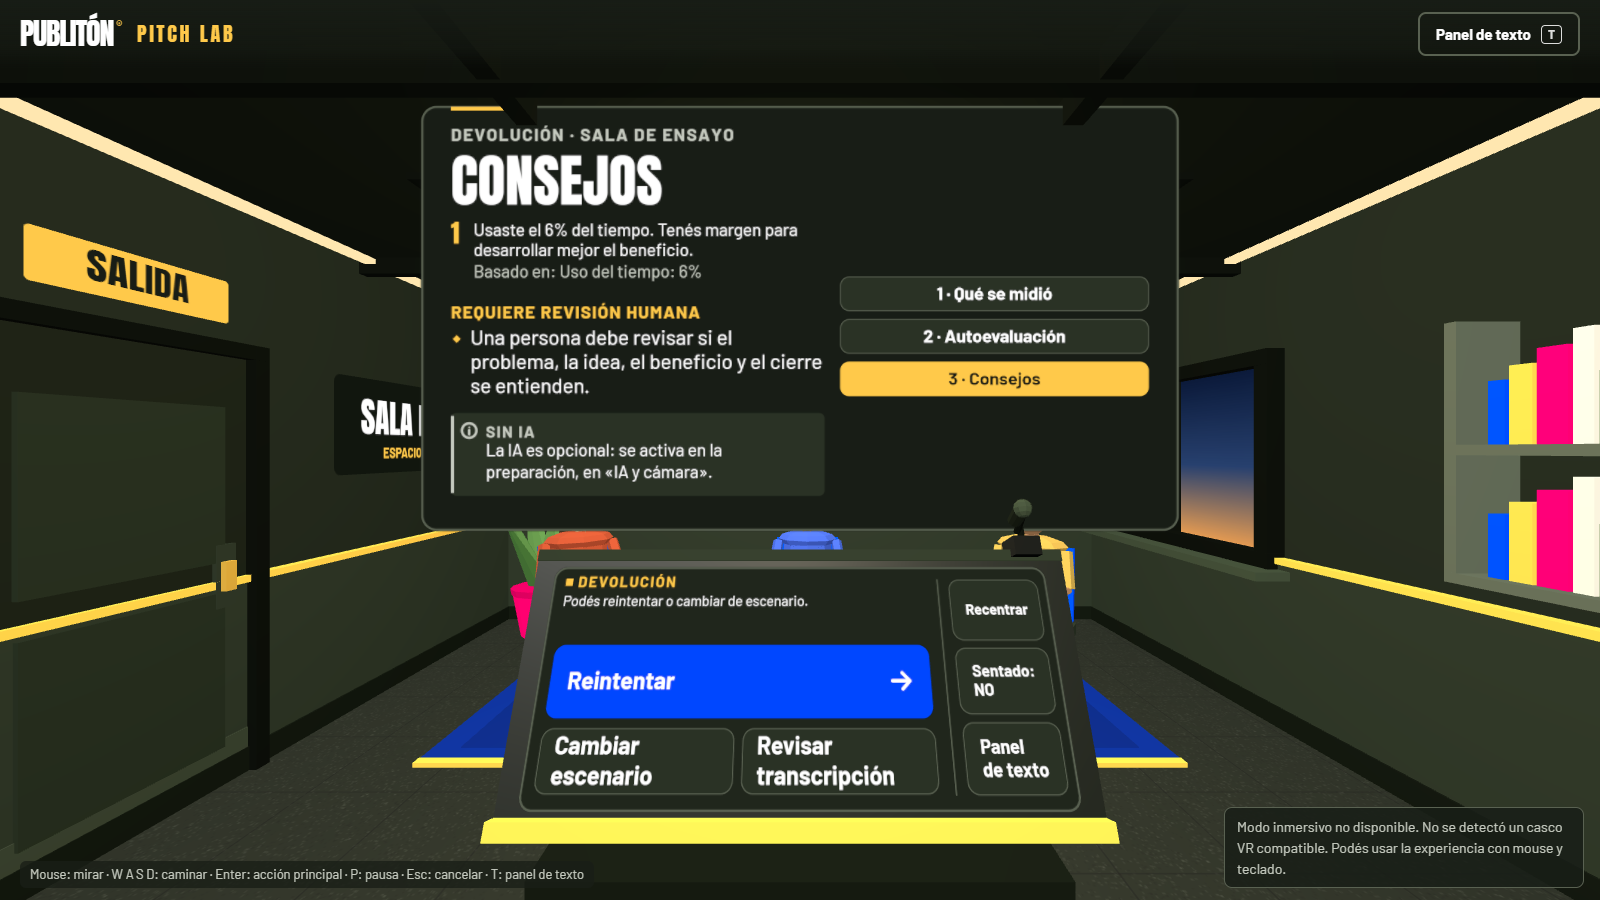 PUBLITÓN PITCH LAB
Panel de texto T
SALIDA
SALA
ESPACIO
DEVOLUCIÓN · SALA DE ENSAYO
CONSEJOS
1 Usaste el 6% del tiempo. Tenés margen para
desarrollar mejor el beneficio.
Basado en: Uso del tiempo: 6%
REQUIERE REVISIÓN HUMANA
Una persona debe revisar si el
problema, la idea, el beneficio y el cierre
se entienden.
SIN IA
La IA es opcional: se activa en la
preparación, en «IA y cámara».
1 · Qué se midió
2 · Autoevaluación
3 · Consejos
DEVOLUCIÓN
Podés reintentar o cambiar de escenario.
Reintentar
Cambiar
escenario
Revisar
transcripción
Recentrar
Sentado:
NO
Panel
de texto
Mouse: mirar · W A S D: caminar · Enter: acción principal · P: pausa · Esc: cancelar · T: panel de texto
Modo inmersivo no disponible. No se detectó un casco
VR compatible. Podés usar la experiencia con mouse y
teclado.